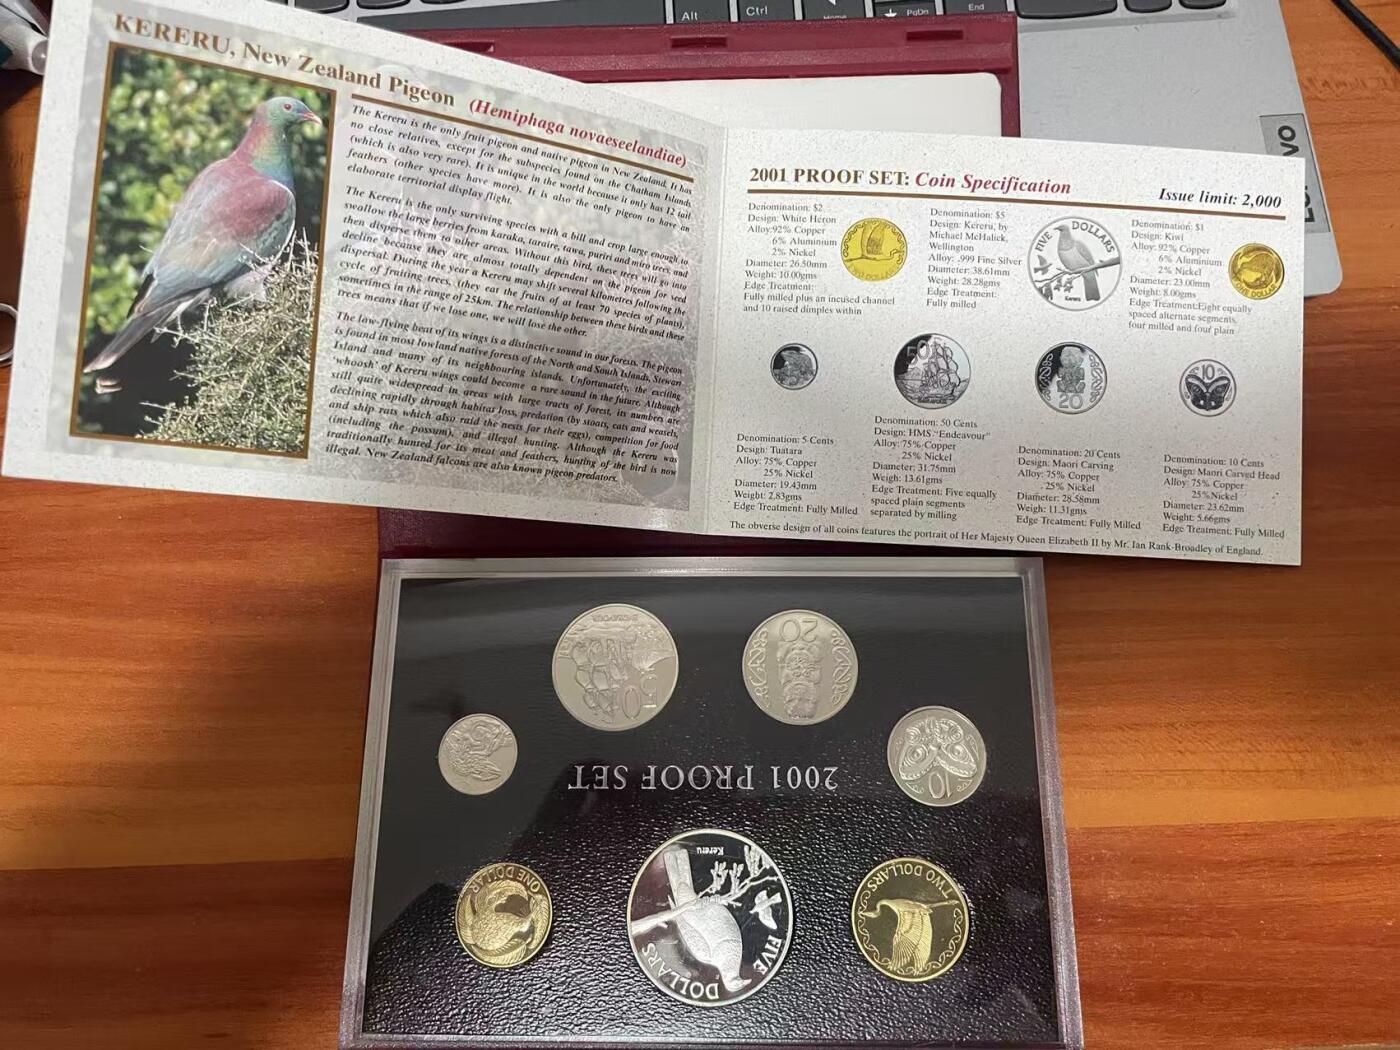 Alt
Ctrl
Home
PgDn
End
KERERU, New Zealand Pigeon (Hemiphaga novaeseelandiae)
The Kereru is the only fruit pigeon and native pigeon in New Zealand. It has
no close relatives, except for the subspecies found on the Chatham Islands
(which is also very rare). It is unique in the world because it only has 12 tail
feathers (other species have more). It is also the only pigeon to have an
elaborate territorial display flight.
The Kereru is the only surviving species with a bill and crop large enough to
swallow the large berries from karaka, taraire, tawa, puriri and miro trees, and
then disperse them to other areas. Without this bird, these trees will go into
decline because they are almost totally dependent on the pigeon for seed
dispersal. During the year a Kereru may shift several kilometres following the
cycle of fruiting trees, (they eat the fruits of at least 70 species of plants),
sometimes in the range of 25km. The relationship between these birds and these
trees means that if we lose one, we will lose the other.
The low-flying beat of its wings is a distinctive sound in our forests. The pigeon
is found in most lowland native forests of the North and South Islands, Stewart
Island and many of its neighbouring islands. Unfortunately, the exciting
'whoosh' of Kereru wings could become a rare sound in the future. Although
still quite widespread in areas with large tracts of forest, its numbers are
declining rapidly through habitat loss, predation (by stoats, cats and weasels,
and ship rats which also raid the nests for their eggs), competition for food
(including the possum), and illegal hunting. Although the Kereru was
traditionally hunted for its meat and feathers, hunting of the bird is now
illegal. New Zealand falcons are also known pigeon predators.
2001 PROOF SET: Coin Specification
Issue limit: 2,000
Denomination: $2
Design: White Heron
Alloy: 92% Copper
6% Aluminium
2% Nickel
Diameter: 26.50mm
Weight: 10.00gms
Edge Treatment:
Fully milled plus an incused channel
and 10 raised dimples within
TWO DOLLARS
Denomination: $5
Design: Kereru, by
Michael McHalick,
Wellington
Alloy: .999 Fine Silver
Diameter: 38.61mm
Weight: 28.28gms
Edge Treatment:
Fully milled
FIVE DOLLARS
Kereru
Denomination: $1
Design: Kiwi
Alloy: 92% Copper
6% Aluminium
2% Nickel
Diameter: 23.00mm
Weight: 8.00gms
Edge Treatment:Eight equally
spaced alternate segments,
four milled and four plain
ONE DOLLAR
50
20
10
Denomination: 5 Cents
Design: Tuatara
Alloy: 75% Copper
25% Nickel
Diameter: 19.43mm
Weight: 2.83gms
Edge Treatment: Fully Milled
Denomination: 50 Cents
Design: HMS "Endeavour"
Alloy: 75% Copper
25% Nickel
Diameter: 31.75mm
Weigh: 13.61gms
Edge Treatment: Five equally
spaced plain segments
separated by milling
Denomination: 20 Cents
Design: Maori Carving
Alloy: 75% Copper
25% Nickel
Diameter: 28.58mm
Weight: 11.31gms
Edge Treatment: Fully Milled
Denomination: 10 Cents
Design: Maori Carved Head
Alloy: 75% Copper
25%Nickel
Diameter: 23.62mm
Weight: 5.66gms
Edge Treatment: Fully Milled
The obverse design of all coins features the portrait of Her Majesty Queen Elizabeth II by Mr. Ian Rank-Broadley of England.
50
ENDEAVOUR
20
10
2001 PROOF SET
ONE DOLLAR
Kereru
FIVE DOLLARS
TWO DOLLARS